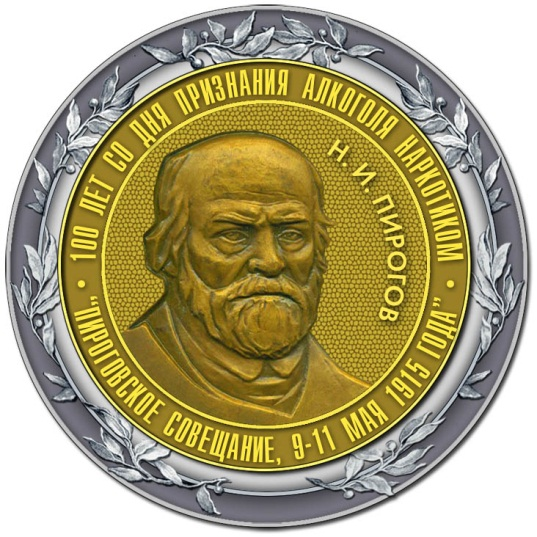 · 100 ЛЕТ СО ДНЯ ПРИЗНАНИЯ АЛКОГОЛЯ НАРКОТИКОМ ·
"ПИРОГОВСКОЕ СОВЕЩАНИЕ, 9-11 МАЯ 1915 ГОДА"
Н. И. ПИРОГОВ